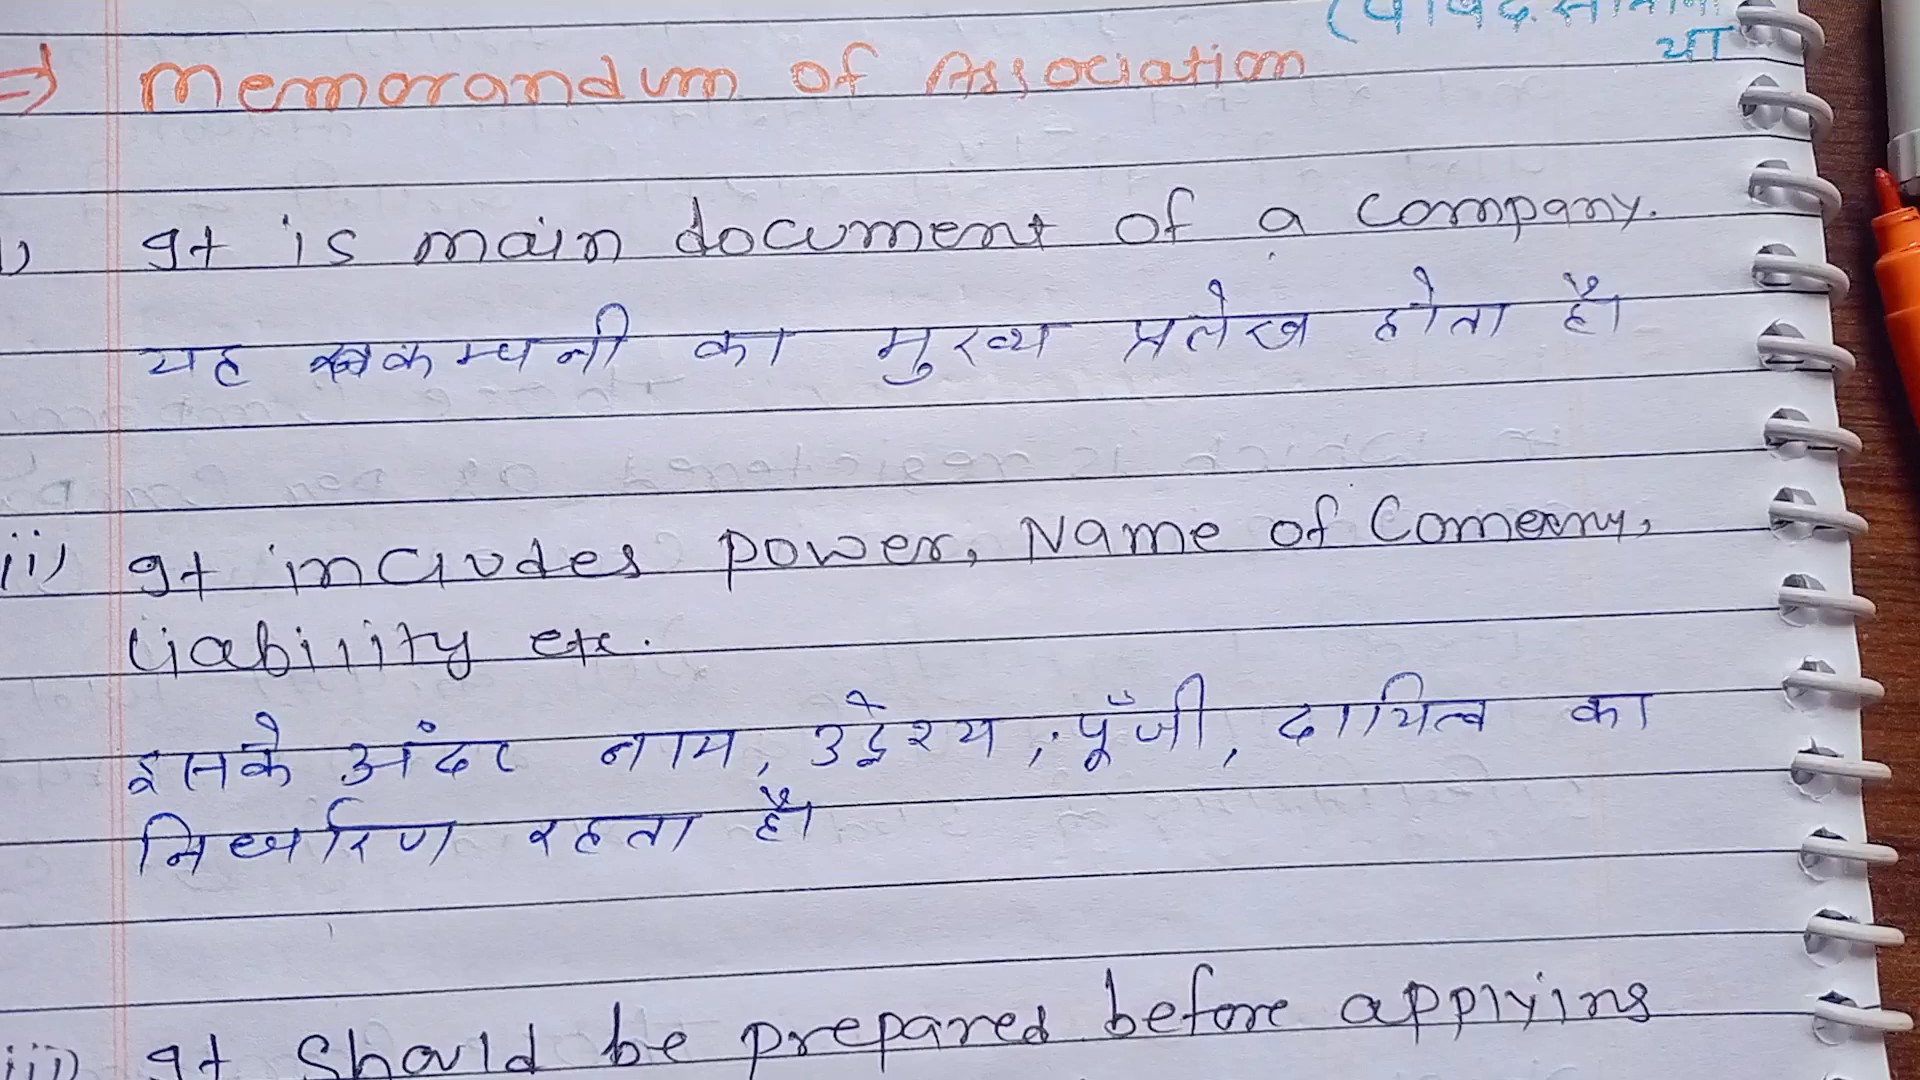 या
⇒ Memorandum of Association
i) It is main document of a company.
यह कम्पनी का मुख्य प्रलेख होता है।
ii) It includes power, Name of Comenny,
liability etc.
इसके अंदर नाम, उद्देश्य, पूँजी, दायित्व का
निर्धारण रहता है।
iii) It should be prepared before applying